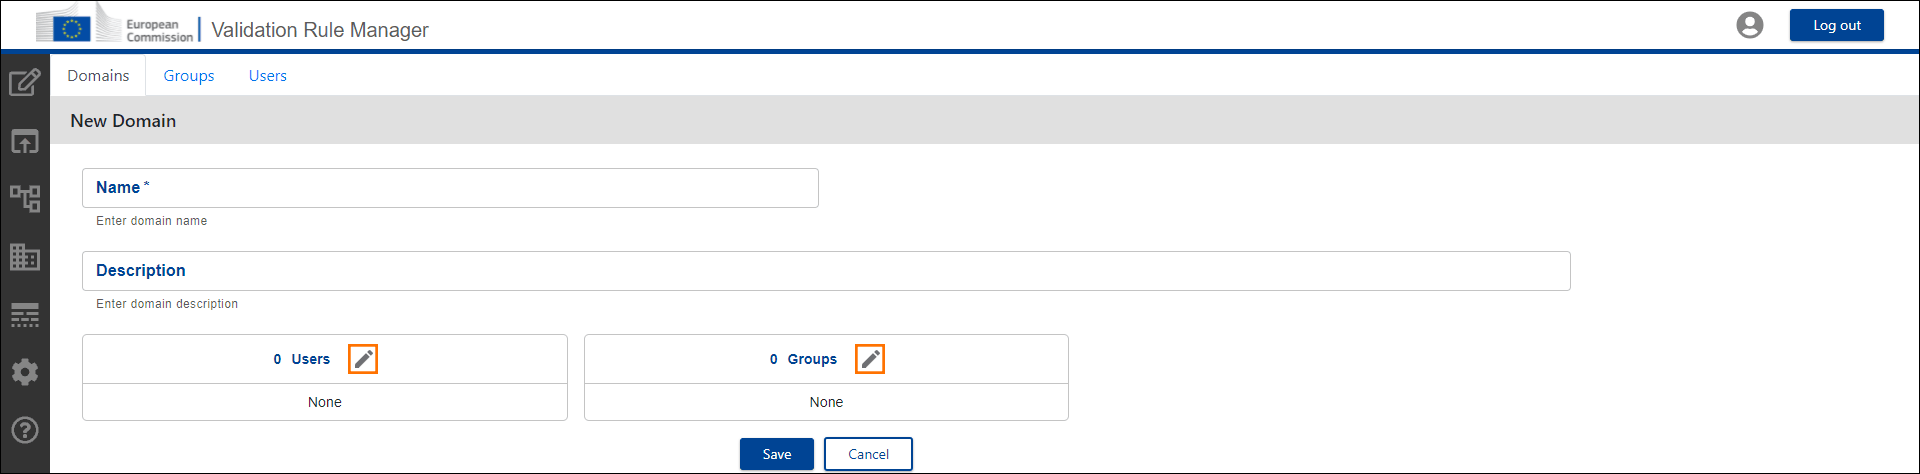 European
Commission
Validation Rule Manager
Log out
Domains Groups Users
New Domain
Name *
Enter domain name
Description
Enter domain description
0 Users
0 Groups
None
None
Save Cancel